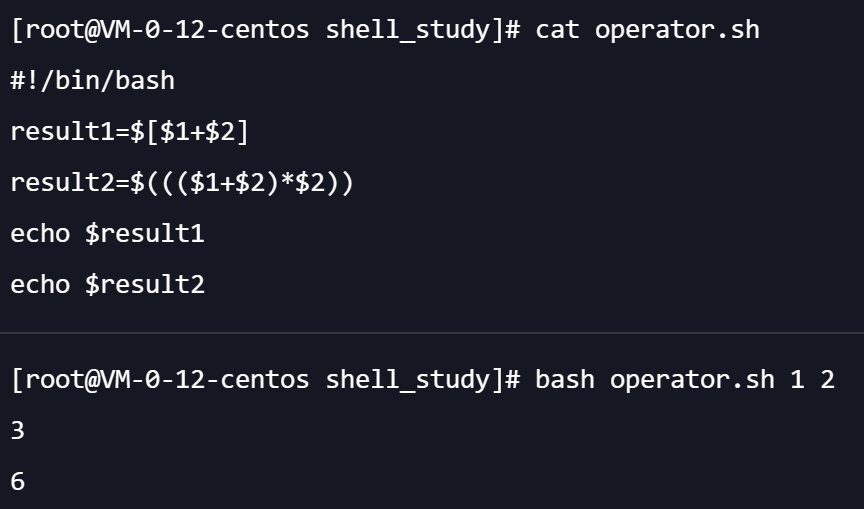 [root@VM-0-12-centos shell_study]# cat operator.sh
#!/bin/bash
result1=$[$1+$2]
result2=$((($1+$2)*$2))
echo $result1
echo $result2
[root@VM-0-12-centos shell_study]# bash operator.sh 1 2
3
6